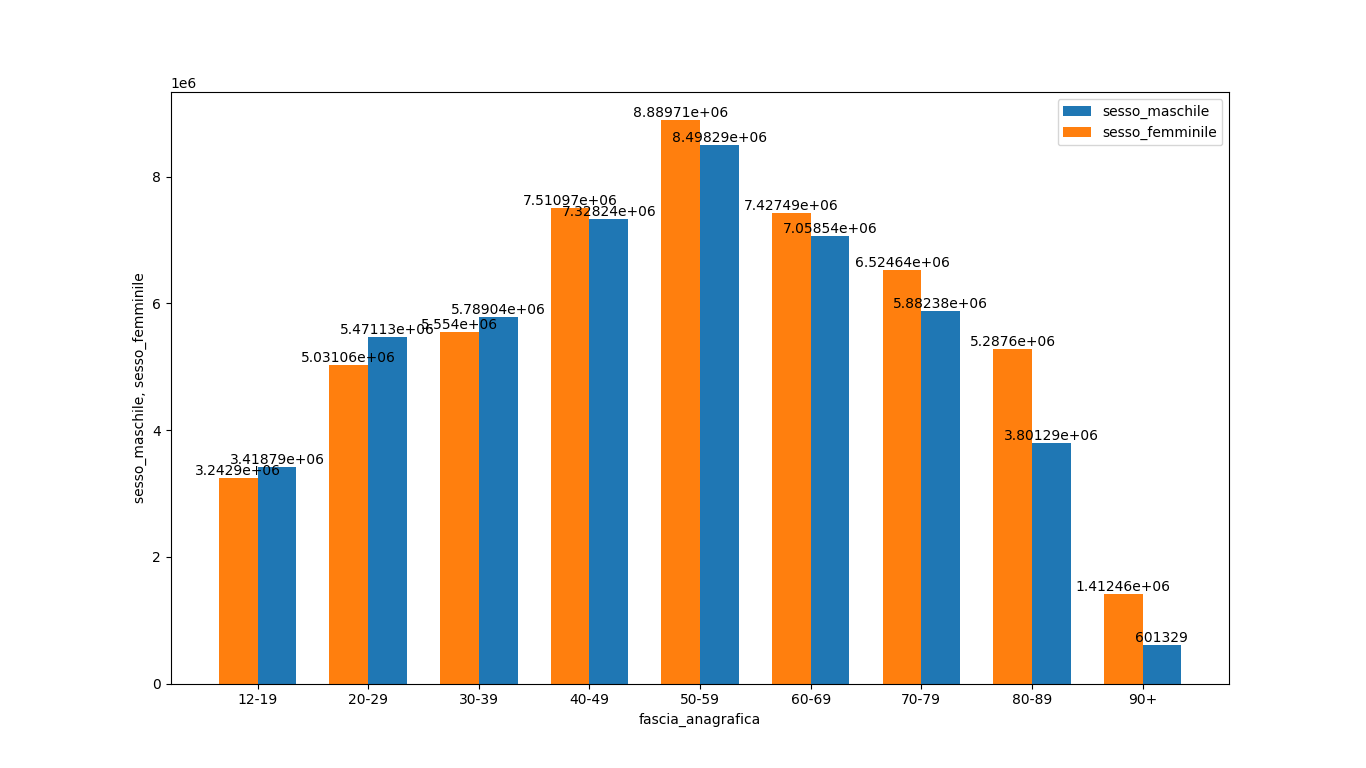 1e6
sesso_maschile
sesso_femminile
8.88971e+06
8.49829e+06
7.51097e+06
7.32824e+06
7.42749e+06
7.05854e+06
6.52464e+06
5.88238e+06
5.78904e+06
5.554e+06
5.47113e+06
5.03106e+06
5.2876e+06
3.80129e+06
3.41879e+06
3.2429e+06
1.41246e+06
601329
8
6
4
2
0
sesso_maschile, sesso_femminile
12-19 20-29 30-39 40-49 50-59 60-69 70-79 80-89 90+
fascia_anagrafica